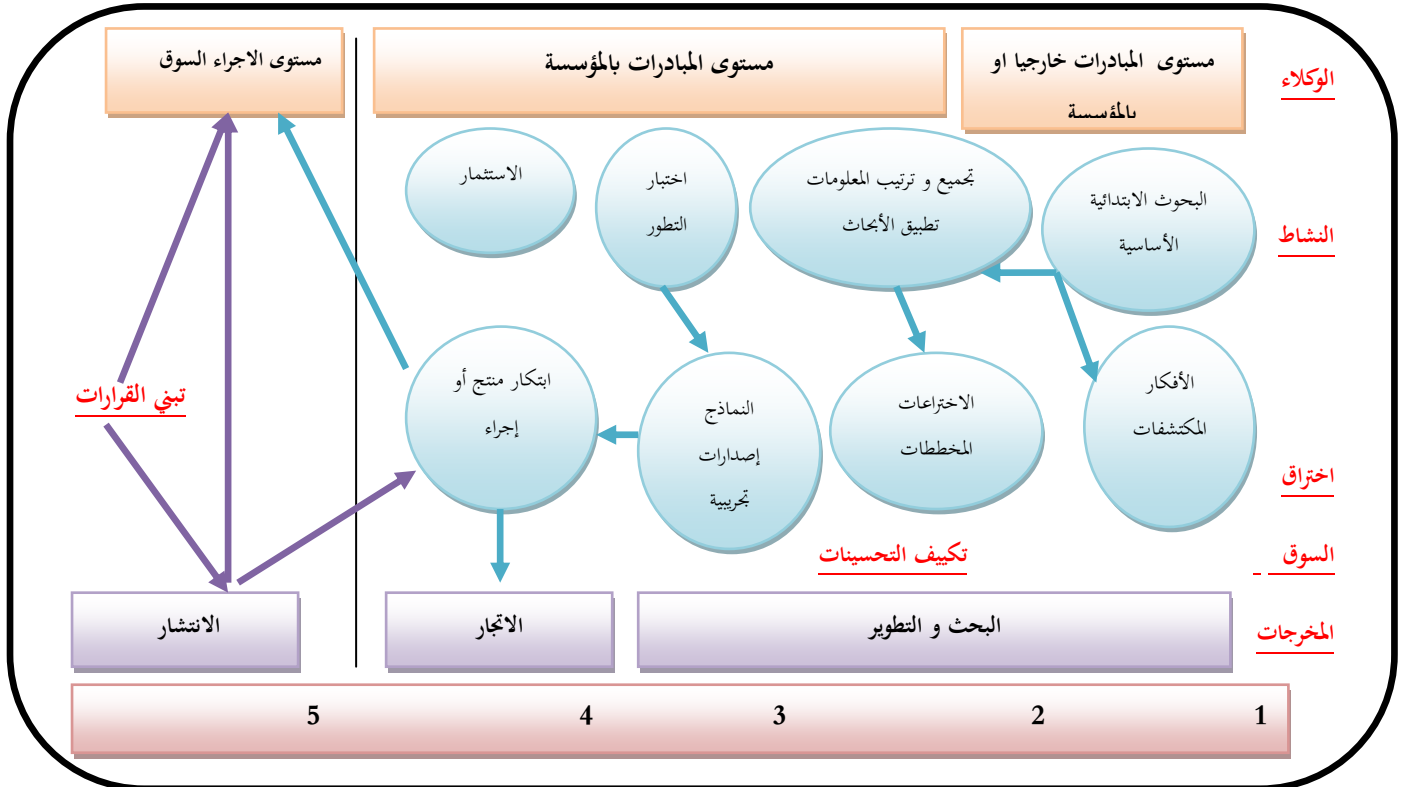 الوكلاء
مستوى المبادرات خارجيا او
بالمؤسسة
مستوى المبادرات بالمؤسسة
مستوى الاجراء السوق
النشاط
البحوث الابتدائية
الأساسية
تجميع و ترتيب المعلومات
تطبيق الأبحاث
اختبار
التطور
الاستثمار
الأفكار
المكتشفات
الاختراعات
المخططات
النماذج
إصدارات
تجريبية
ابتكار منتج أو
إجراء
تبني القرارات
اختراق
السوق
تكييف التحسينات
المخرجات
البحث و التطوير
الاتجار
الانتشار
1
2
3
4
5